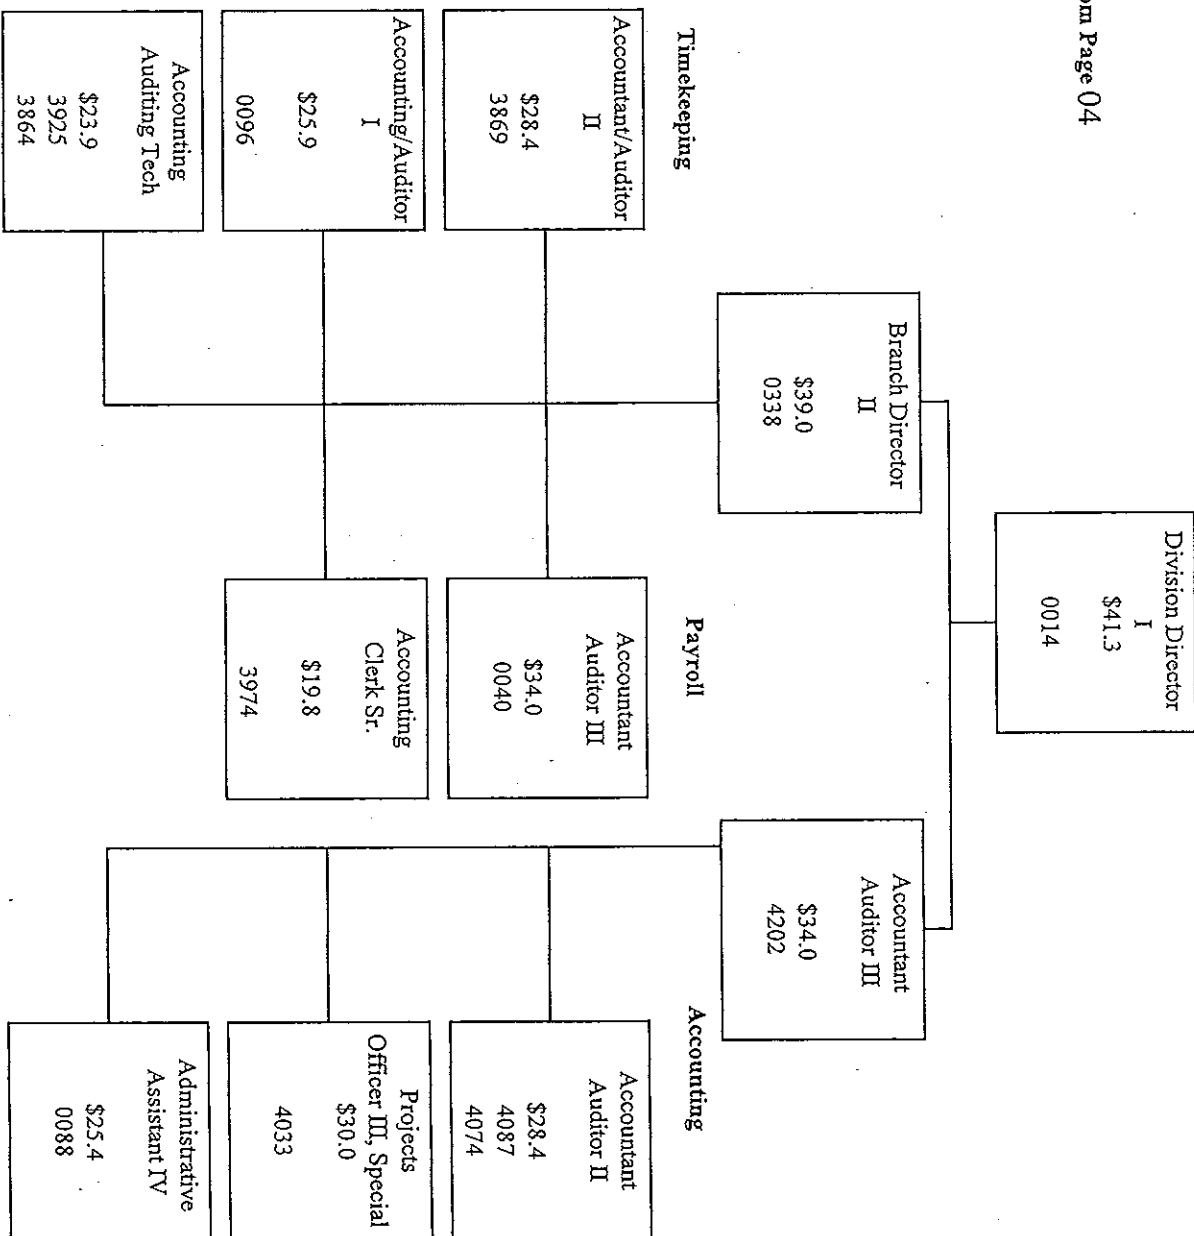 om Page 04
Division Director
I
$41.3
0014
Branch Director
II
$39.0
0338
Accountant
Auditor III
$34.0
4202
Timekeeping
Payroll
Accounting
Accountant/Auditor
II
$28.4
3869
Accountant
Auditor III
$34.0
0040
Accountant
Auditor II
$28.4
4087
4074
Accounting/Auditor
I
$25.9
0096
Accounting
Clerk Sr.
$19.8
3974
Projects
Officer III, Special
$30.0
4033
Accounting
Auditing Tech
$23.9
3925
3864
Administrative
Assistant IV
$25.4
0088